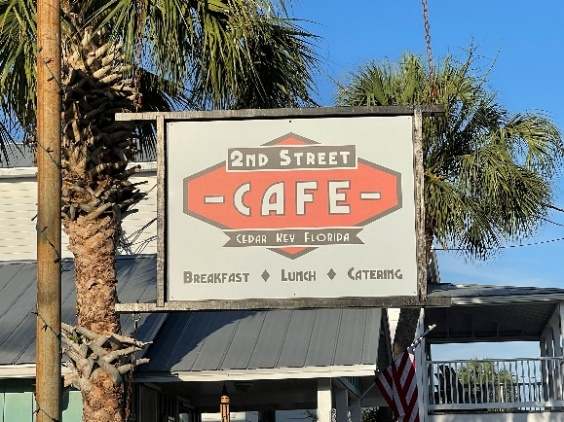 2ND STREET
-CAFE-
CEDAR KEY FLORIDA
BREAKFAST ♦ LUNCH ♦ CATERING